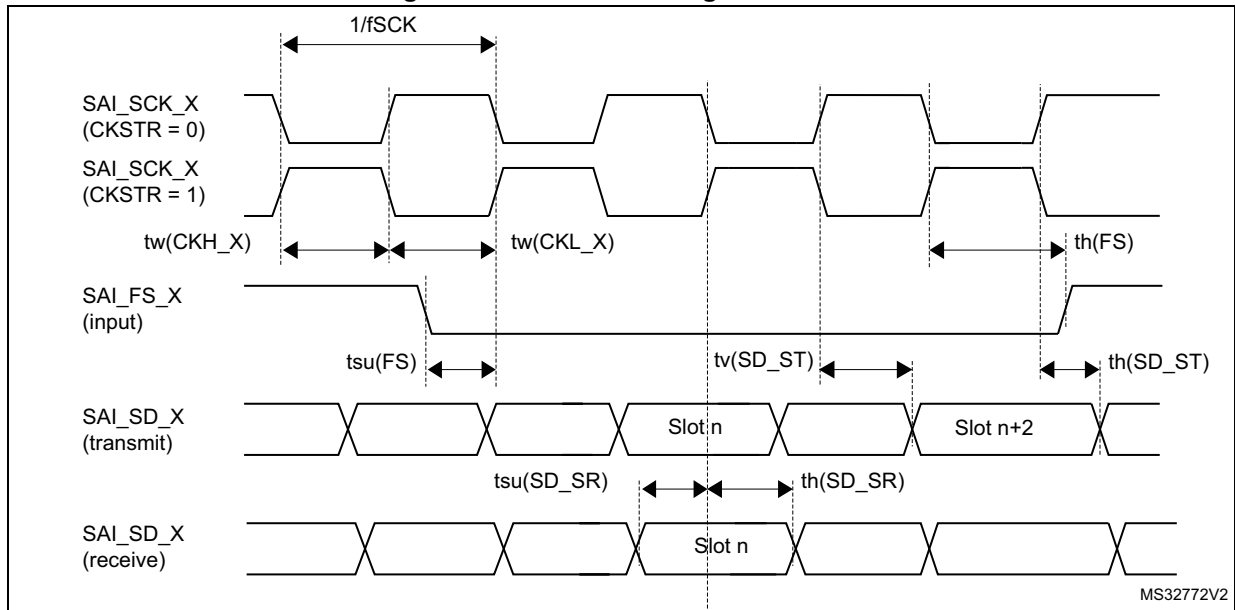 1/fSCK
SAI_SCK_X
(CKSTR = 0)
SAI_SCK_X
(CKSTR = 1)
tw(CKH_X)
tw(CKL_X)
th(FS)
SAI_FS_X
(input)
tsu(FS)
tv(SD_ST)
th(SD_ST)
SAI_SD_X
(transmit)
Slot n
Slot n+2
tsu(SD_SR)
th(SD_SR)
SAI_SD_X
(receive)
Slot n
MS32772V2